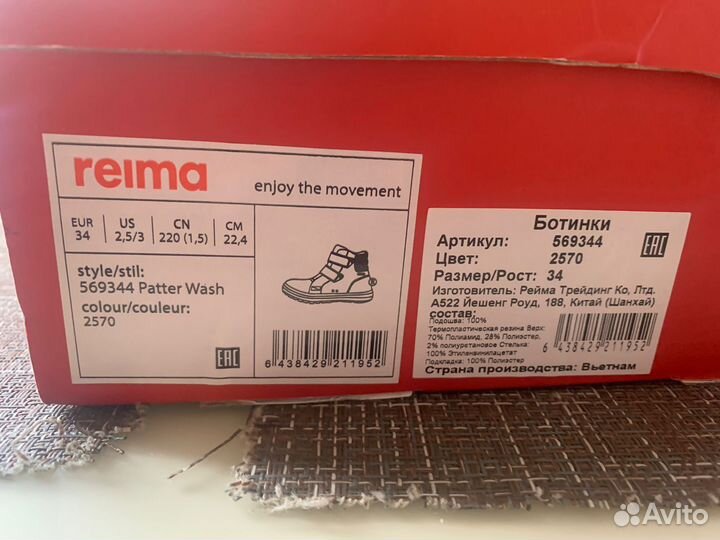 reima
enjoy the movement
EUR US CN CM
34 2,5/3 220 (1,5) 22,4
style/stil:
569344 Patter Wash
colour/couleur:
2570
EAC
6 438429 211952
Ботинки
Артикул: 569344
Цвет: 2570
Размер/Рост: 34
EAC
Изготовитель: Рейма Трейдинг Ко, Лтд.
А522 Йешенг Роуд, 188, Китай (Шанхай)
состав:
Подошва: 100%
Термопластическая резина Верх:
70% Полиамид, 28% Полиэстер,
2% полиуретановое Стелька:
100% Этиленвинилацетат
Подкладка: 100% Полиэстер
6 438429 211952
Страна производства: Вьетнам
Avito